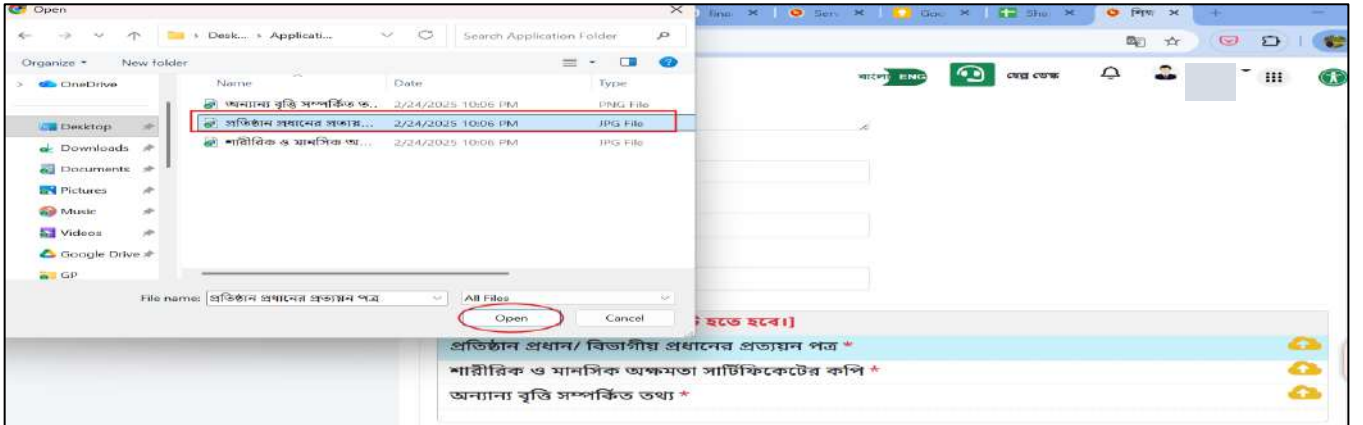 Open
fina
Serv
Goo
Sha
Desk... › Applicati...
Search Application Folder
Organize
New folder
OneDrive
Desktop
Downloads
Documents
Pictures
Music
Videos
Google Drive
GP
Name Date Type
অন্যান্য বৃত্তি সম্পর্কিত ত... 2/24/2025 10:06 PM PNG File
প্রতিষ্ঠান প্রধানের প্রত্যয়... 2/24/2025 10:06 PM JPG File
শারীরিক ও মানসিক অ... 2/24/2025 10:06 PM JPG File
File name: প্রতিষ্ঠান প্রধানের প্রত্যয়ন পত্র
All Files
Open Cancel
বাংলা ENG
হেল্প ডেস্ক
হতে হবে।]
প্রতিষ্ঠান প্রধান/ বিভাগীয় প্রধানের প্রত্যয়ন পত্র *
শারীরিক ও মানসিক অক্ষমতা সার্টিফিকেটের কপি *
অন্যান্য বৃত্তি সম্পর্কিত তথ্য *